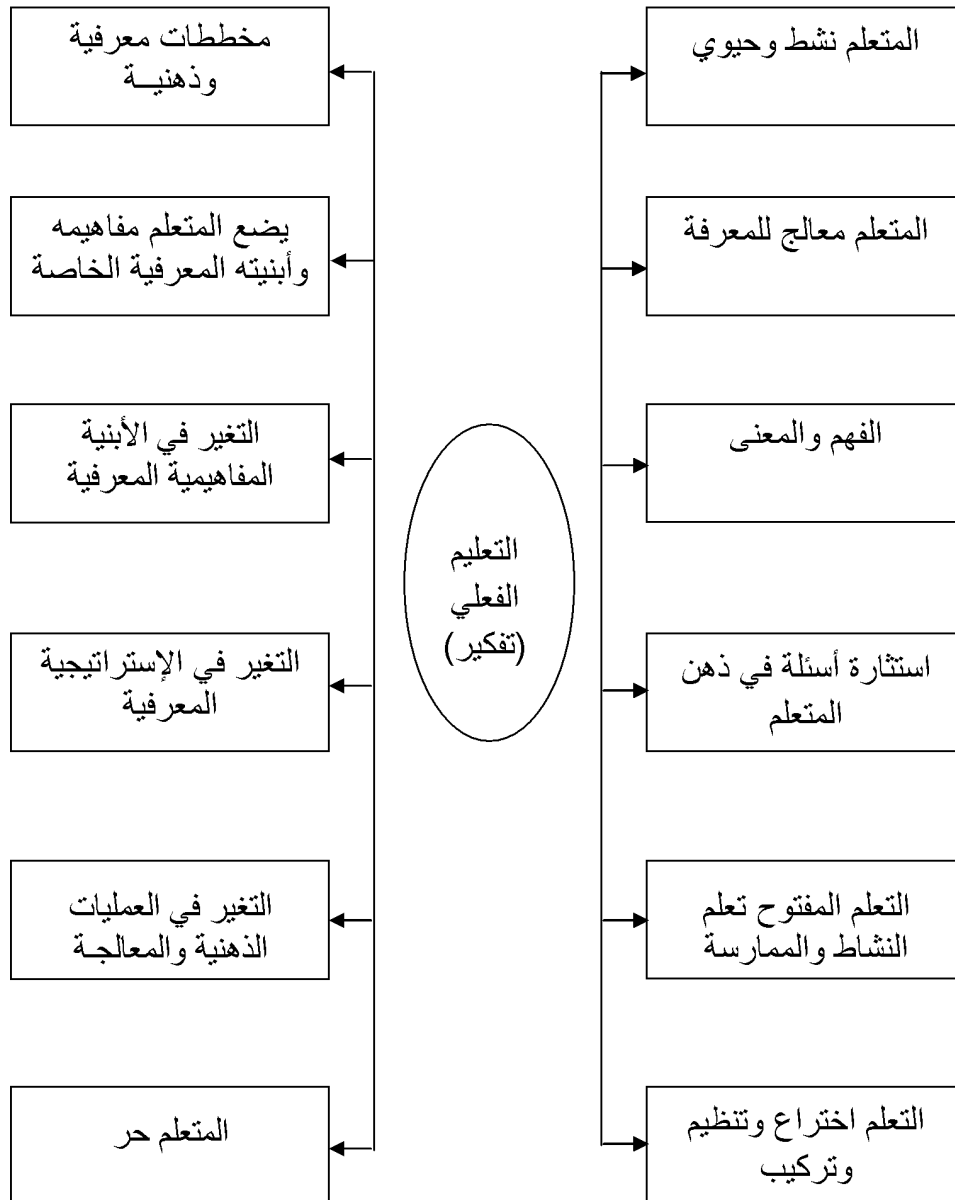 المتعلم نشط وحيوي
المتعلم معالج للمعرفة
الفهم والمعنى
استثارة أسئلة في ذهن
المتعلم
التعلم المفتوح تعلم
النشاط والممارسة
التعلم اختراع وتنظيم
وتركيب
التعليم
الفعلي
(تفكير)
مخططات معرفية
وذهنيــة
يضع المتعلم مفاهيمه
وأبنيته المعرفية الخاصة
التغير في الأبنية
المفاهيمية المعرفية
التغير في الإستراتيجية
المعرفية
التغير في العمليات
الذهنية والمعالجة
المتعلم حر